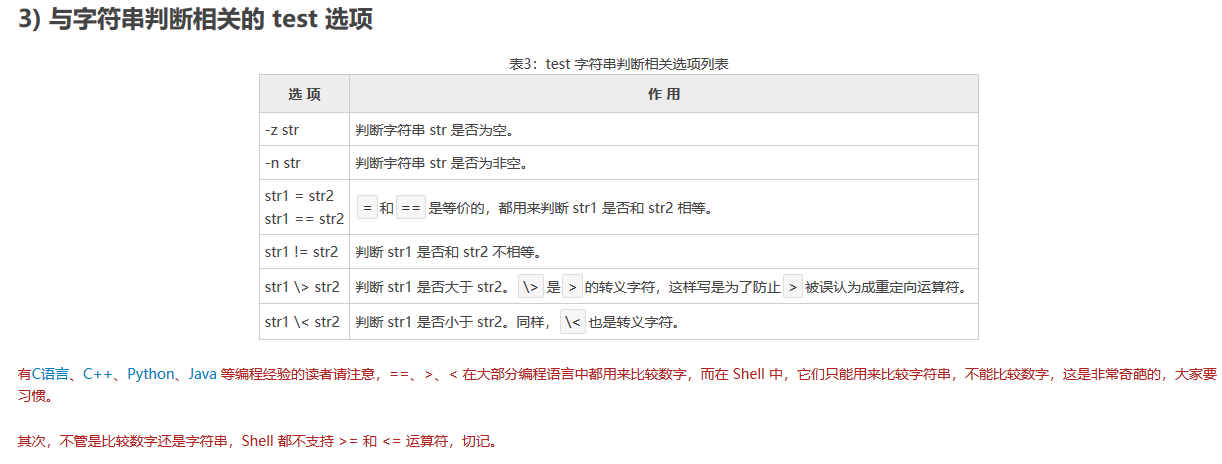 3) 与字符串判断相关的 test 选项
表3：test 字符串判断相关选项列表
选 项 作 用
-z str 判断字符串 str 是否为空。
-n str 判断宇符串 str 是否为非空。
str1 = str2
str1 == str2
=和==是等价的，都用来判断 str1 是否和 str2 相等。
str1 != str2 判断 str1 是否和 str2 不相等。
str1 \> str2 判断 str1 是否大于 str2。\>是>的转义字符，这样写是为了防止>被误认为成重定向运算符。
str1 \< str2 判断 str1 是否小于 str2。同样，\<也是转义字符。
有C语言、C++、Python、Java 等编程经验的读者请注意，==、>、< 在大部分编程语言中都用来比较数字，而在 Shell 中，它们只能用来比较字符串，不能比较数字，这是非常奇葩的，大家要
习惯。
其次，不管是比较数字还是字符串，Shell 都不支持 >= 和 <= 运算符，切记。